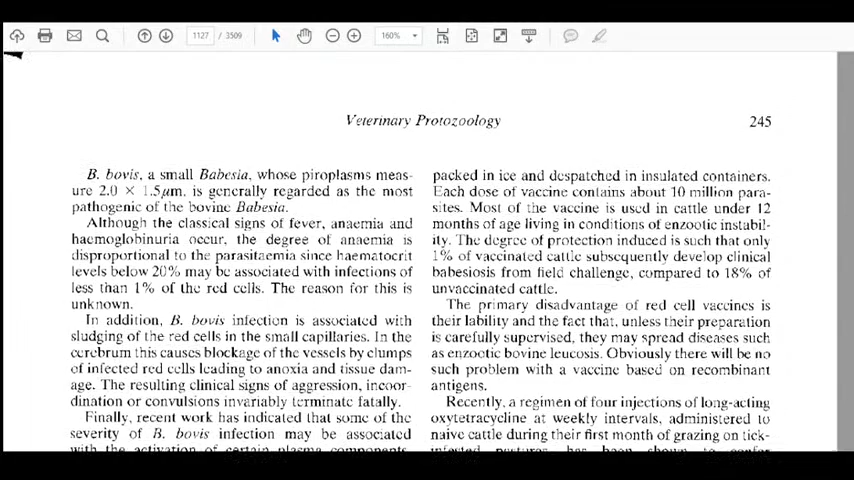 1127 / 3509
160%
Veterinary Protozoology
245
B. bovis, a small Babesia, whose piroplasms meas-
ure 2.0 × 1.5μm, is generally regarded as the most
pathogenic of the bovine Babesia.
Although the classical signs of fever, anaemia and
haemoglobinuria occur, the degree of anaemia is
disproportional to the parasitaemia since haematocrit
levels below 20% may be associated with infections of
less than 1% of the red cells. The reason for this is
unknown.
In addition, B. bovis infection is associated with
sludging of the red cells in the small capillaries. In the
cerebrum this causes blockage of the vessels by clumps
of infected red cells leading to anoxia and tissue dam-
age. The resulting clinical signs of aggression, incoor-
dination or convulsions invariably terminate fatally.
Finally, recent work has indicated that some of the
severity of B. bovis infection may be associated
with the activation of certain plasma components,
packed in ice and despatched in insulated containers.
Each dose of vaccine contains about 10 million para-
sites. Most of the vaccine is used in cattle under 12
months of age living in conditions of enzootic instabil-
ity. The degree of protection induced is such that only
1% of vaccinated cattle subsequently develop clinical
babesiosis from field challenge, compared to 18% of
unvaccinated cattle.
The primary disadvantage of red cell vaccines is
their lability and the fact that, unless their preparation
is carefully supervised, they may spread diseases such
as enzootic bovine leucosis. Obviously there will be no
such problem with a vaccine based on recombinant
antigens.
Recently, a regimen of four injections of long-acting
oxytetracycline at weekly intervals, administered to
naive cattle during their first month of grazing on tick-
infested pastures, has been shown to confer